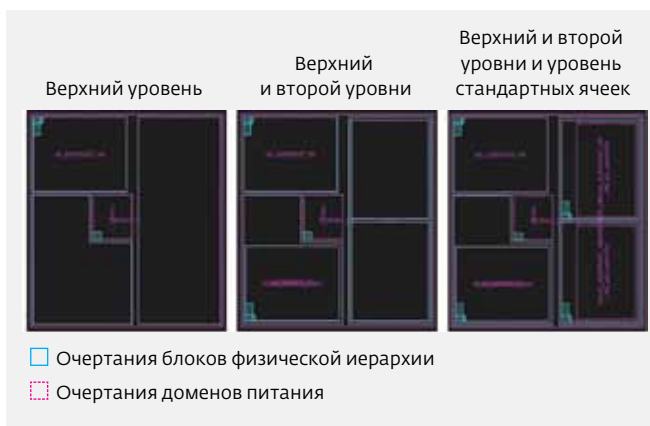 Верхний уровень
Верхний
и второй уровни
Верхний и второй
уровни и уровень
стандартных ячеек
Очертания блоков физической иерархии
Очертания доменов питания